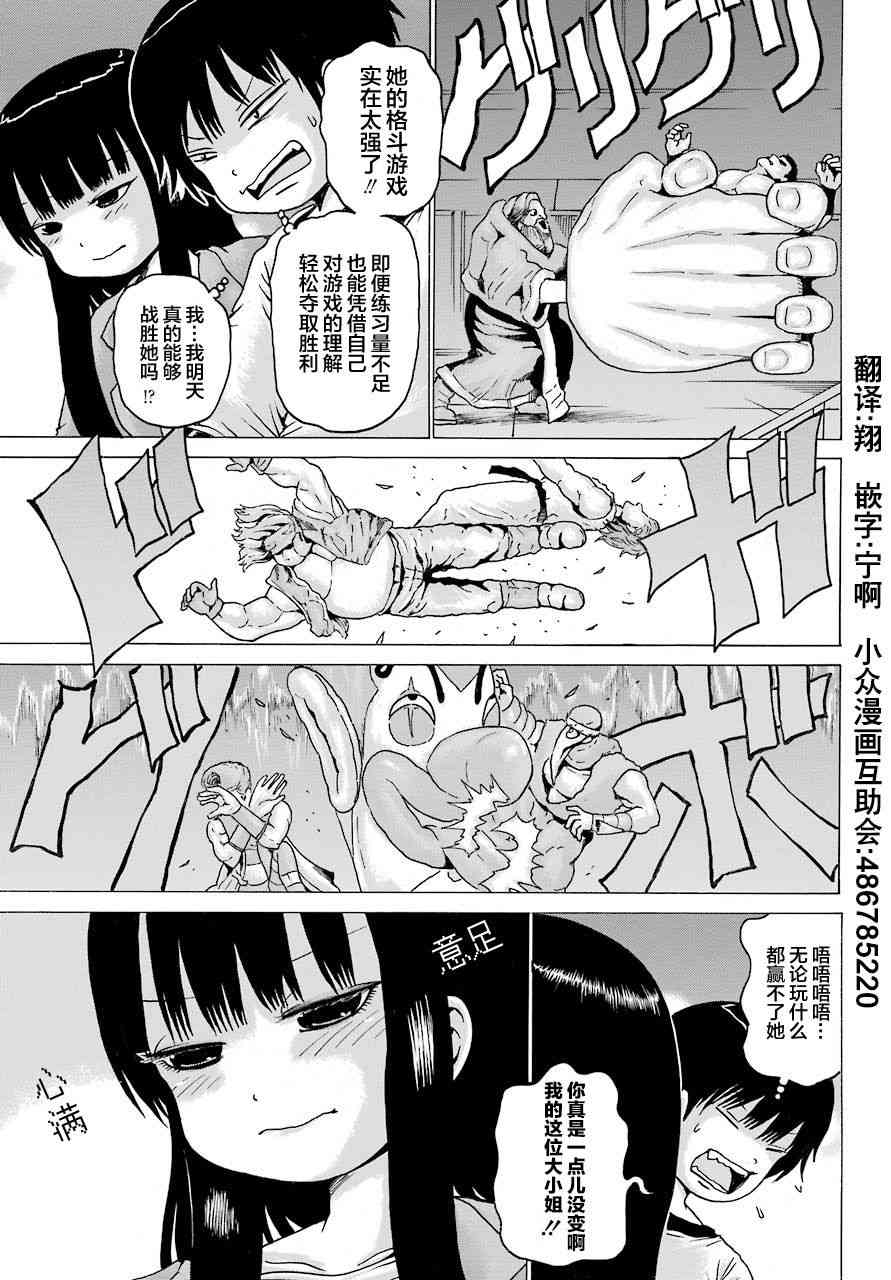 ゴリゴリ
她的格斗游戏
实在太强了!!
即便练习量不足
也能凭借自己
对游戏的理解
轻松夺取胜利
我…我明天
真的能够
战胜她吗!?
唔唔唔唔…
无论玩什么
都赢不了她
你真是一点儿没变啊
我的这位大小姐!!
意足
心满
翻译:翔 嵌字:宁啊 小众漫画互助会:486785220